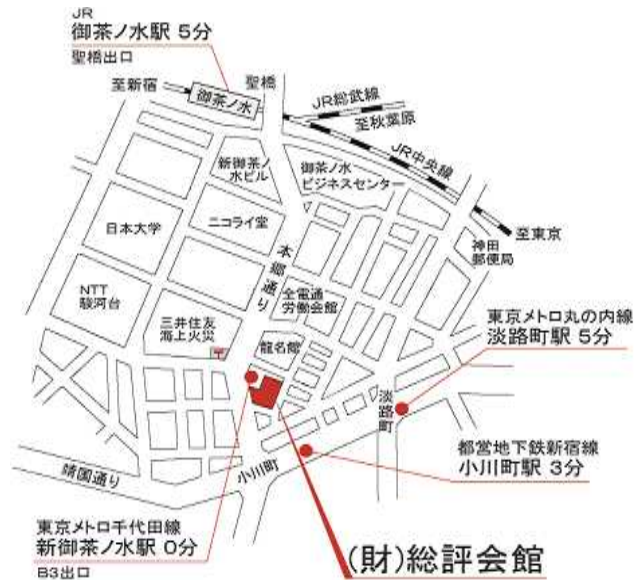 JR
御茶ノ水駅 5分
聖橋出口
至新宿
御茶ノ水
聖橋
JR総武線
至秋葉原
JR中央線
新御茶ノ
水ビル
御茶ノ水
ビジネスセンター
至東京
神田
郵便局
日本大学
ニコライ堂
本郷通り
NTT
駿河台
全電通
労働会館
三井住友
海上火災
〒
龍名館
東京メトロ丸の内線
淡路町駅 5分
淡路町
都営地下鉄新宿線
小川町駅 3分
靖国通り
小川町
東京メトロ千代田線
新御茶ノ水駅 0分
B3出口
(財)総評会館